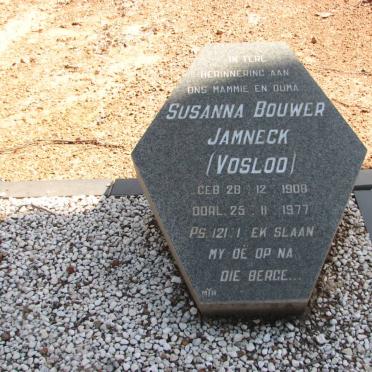 IN TERE
HERINNERING AAN
ONS MAMMIE EN OUMA
SUSANNA BOUWER
JAMNECK
(VOSLOO)
GEB 28·12·1908
OORL. 25·11·1977
PS. 121:1 EK SLAAN
MY OË OP NA
DIE BERGE...